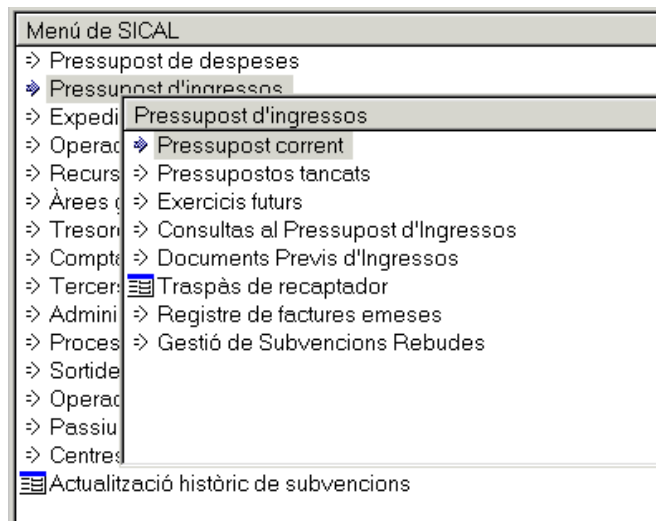 Menú de SICAL
Pressupost de despeses
Pressupost d'ingressos
Pressupost d'ingressos
Pressupost corrent
Pressupostos tancats
Exercicis futurs
Consultas al Pressupost d'Ingressos
Documents Previs d'Ingressos
Traspàs de recaptador
Registre de factures emeses
Gestió de Subvencions Rebudes
Centres
Actualització històric de subvencions